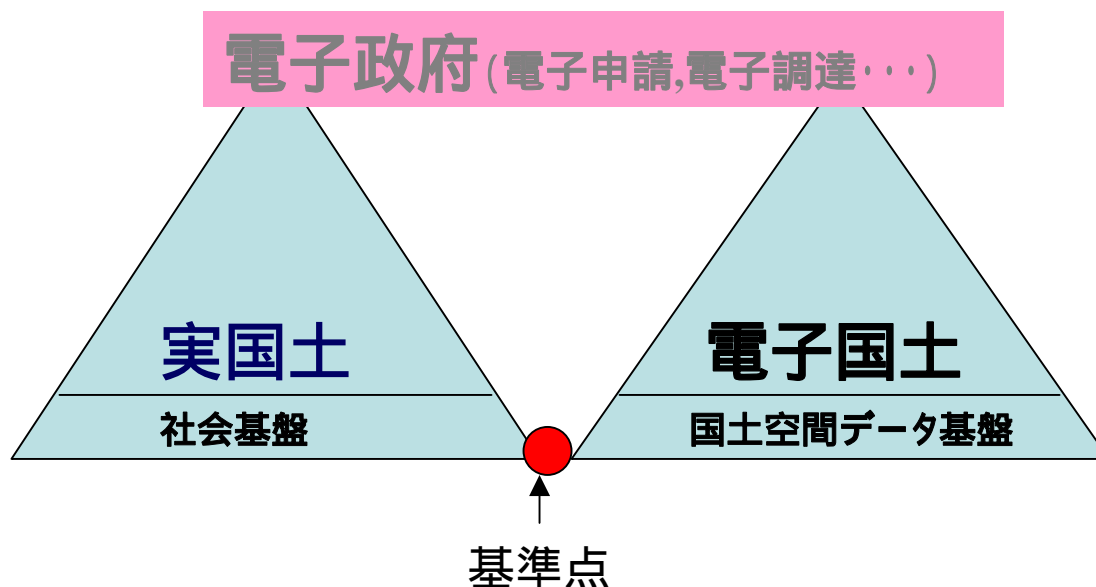 電子政府(電子申請,電子調達･･･)
実国土
電子国土
社会基盤
国土空間データ基盤
基準点